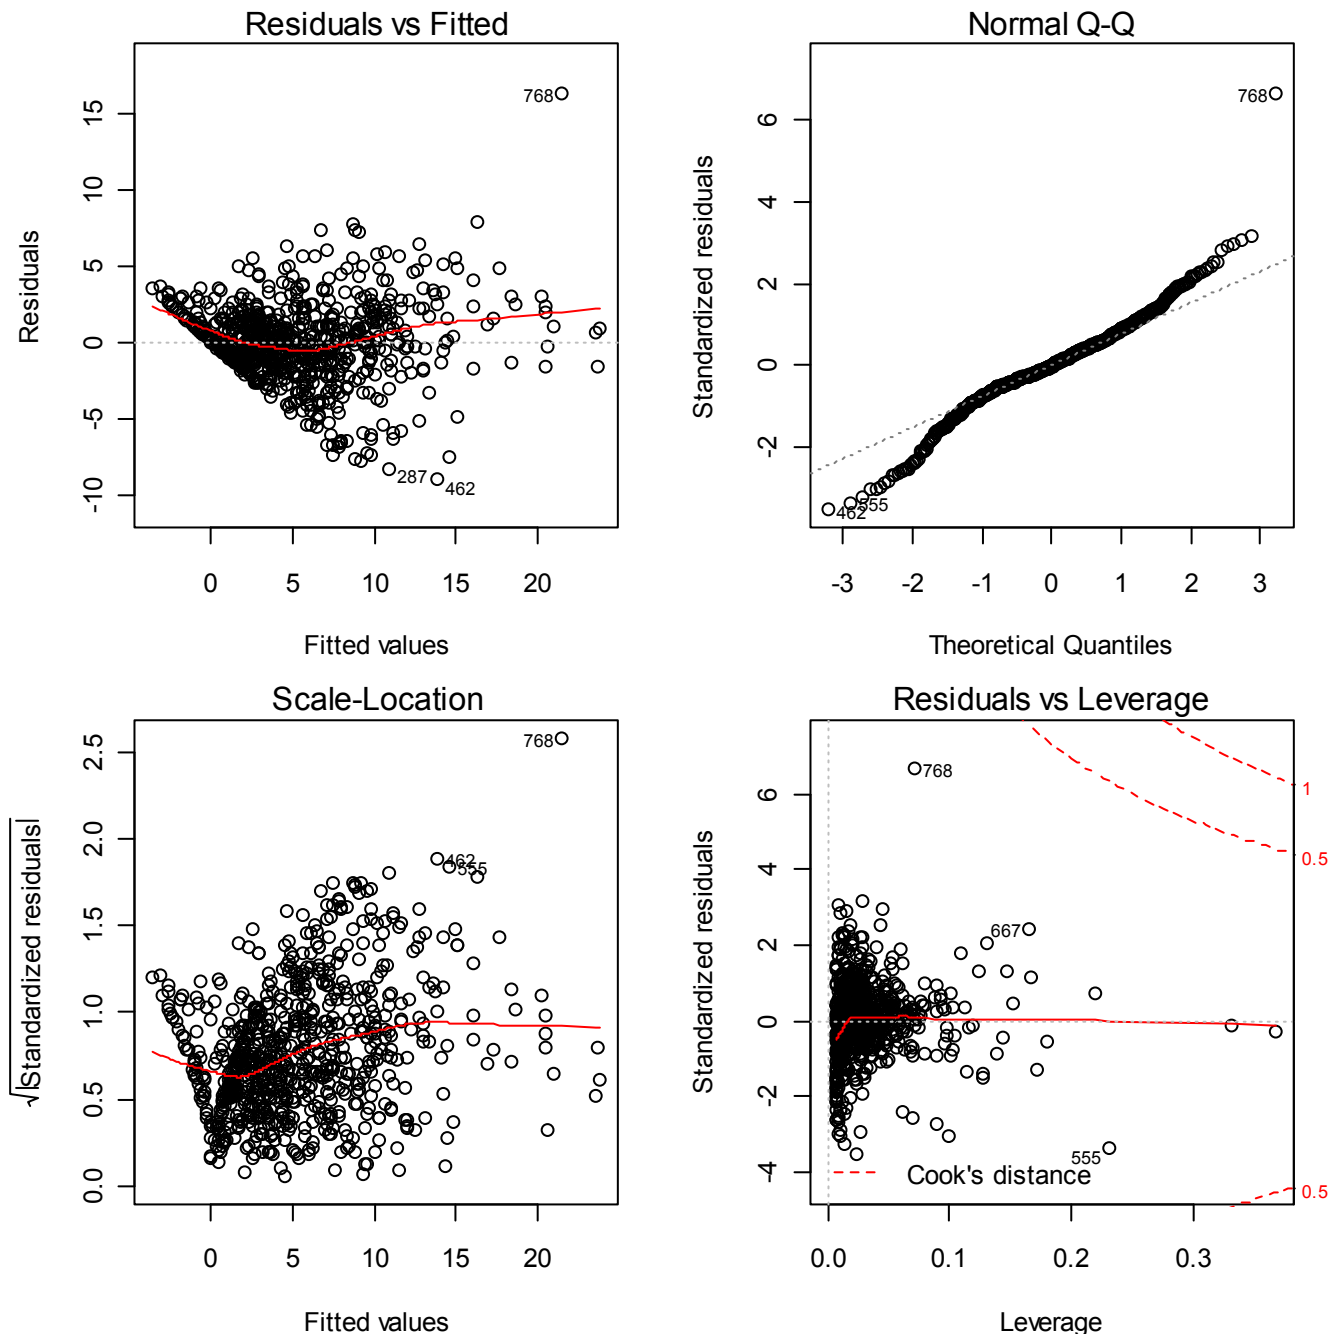 Residuals vs Fitted
Residuals
15
10
5
0
-5
-10
768
287
462
0 5 10 15 20
Fitted values
Normal Q-Q
Standardized residuals
6
4
2
0
-2
768
555
462
-3 -2 -1 0 1 2 3
Theoretical Quantiles
Scale-Location
√|Standardized residuals|
2.5
2.0
1.5
1.0
0.5
0.0
768
462
555
0 5 10 15 20
Fitted values
Residuals vs Leverage
Standardized residuals
6
4
2
0
-2
-4
768
667
555
1
0.5
0.5
Cook's distance
0.0 0.1 0.2 0.3
Leverage